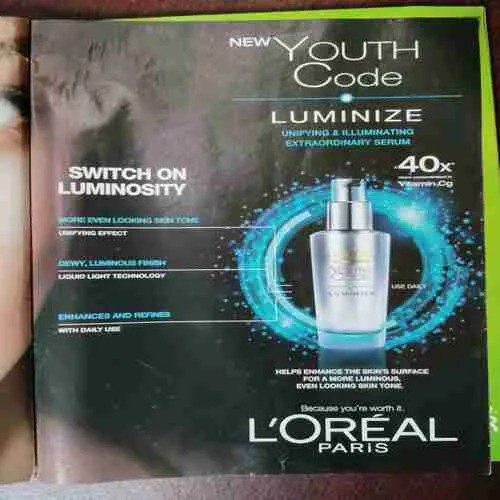 NEW YOUTH
Code
LUMINIZE
UNIFYING & ILLUMINATING
EXTRAORDINARY SERUM
40x*
Vitamin Cg
SWITCH ON
LUMINOSITY
MORE EVEN LOOKING SKIN TONE
UNIFYING EFFECT
DEWY, LUMINOUS FINISH
LIQUID LIGHT TECHNOLOGY
ENHANCES AND REFINES
WITH DAILY USE
USE DAILY
HELPS ENHANCE THE SKIN'S SURFACE
FOR A MORE LUMINOUS,
EVEN LOOKING SKIN TONE.
Because you're worth it.
L'ORÉAL
PARIS